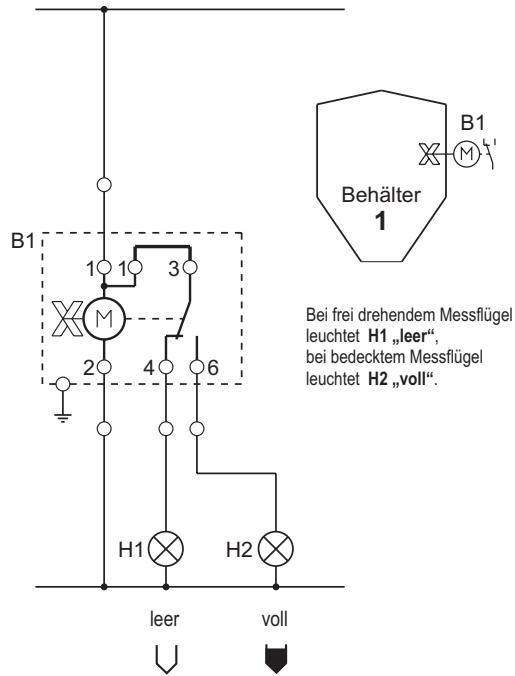 B1
1
1
3
M
2
4
6
H1
H2
leer
voll
B1
M
Behälter
1
Bei frei drehendem Messflügel
leuchtet H1 „leer“,
bei bedecktem Messflügel
leuchtet H2 „voll“.